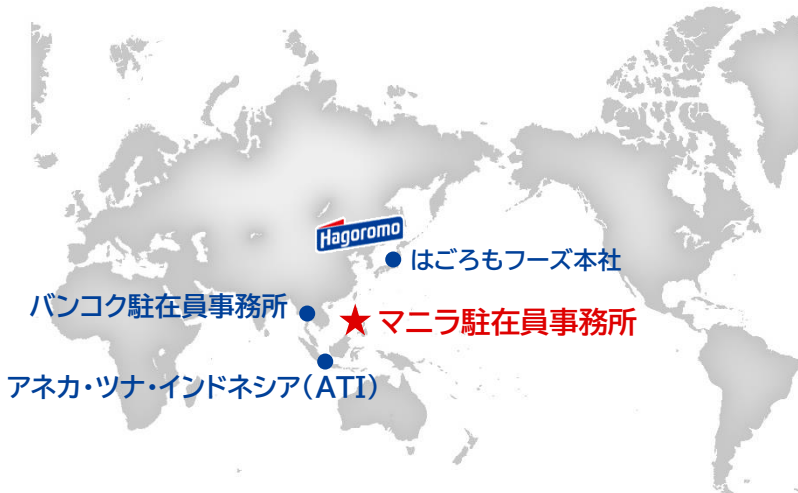 Hagoromo
はごろもフーズ本社
バンコク駐在員事務所
マニラ駐在員事務所
アネカ・ツナ・インドネシア(ATI)